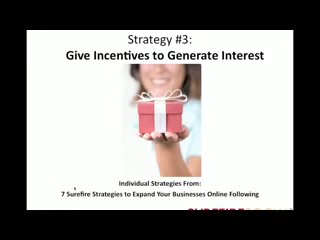 Strategy #3:
Give Incentives to Generate Interest
Individual Strategies From:
7 Surefire Strategies to Expand Your Businesses Online Following